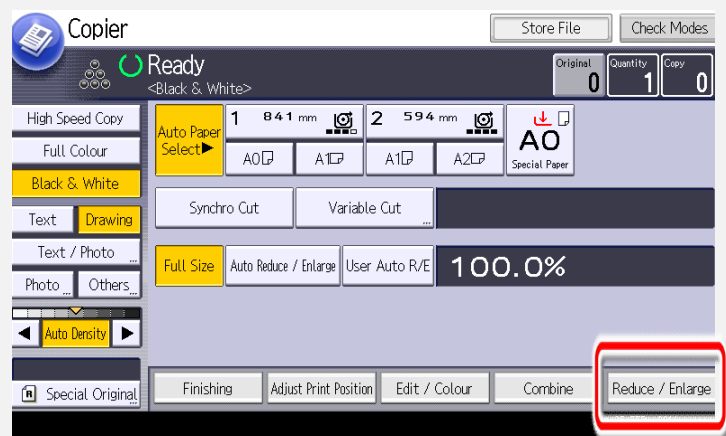 Copier
Store File
Check Modes
Ready
<Black & White>
Original
0
Quantity
1
Copy
0
High Speed Copy
Full Colour
Black & White
Text
Drawing
Text / Photo
Photo
Others
Auto Density
Special Original
Auto Paper
Select▶
1 841 mm
A0
A1
2 594 mm
A1
A2
A0
Special Paper
Synchro Cut
Variable Cut
Full Size
Auto Reduce / Enlarge
User Auto R/E
100.0%
Finishing
Adjust Print Position
Edit / Colour
Combine
Reduce / Enlarge